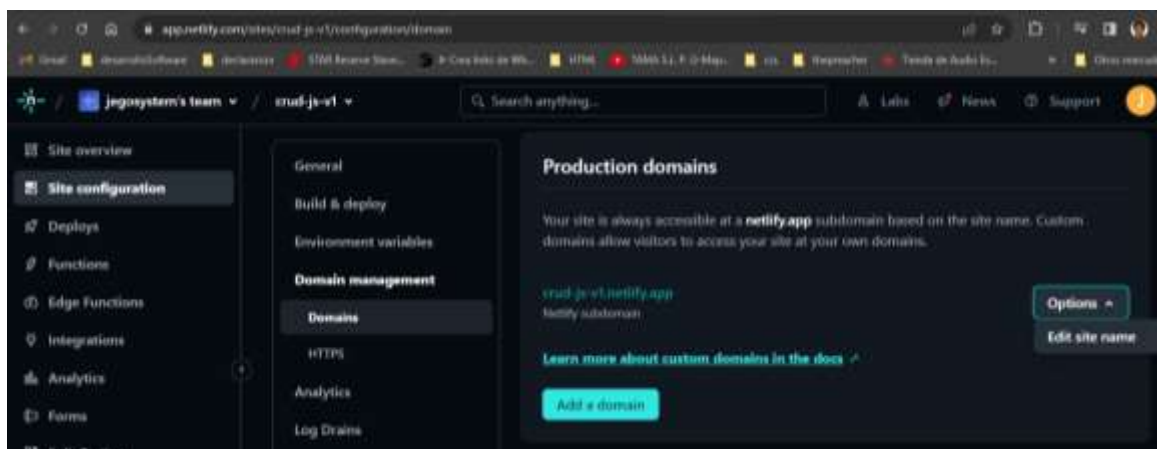 app.netlify.com/sites/crud-js-v1/configuration/domain
Gmail desarrolloSoftware HTML css
jegosystem's team / crud-js-v1
Search anything...
Labs News Support J
Site overview
Site configuration
Deploys
Functions
Edge Functions
Integrations
Analytics
Forms
General
Build & deploy
Environment variables
Domain management
Domains
HTTPS
Analytics
Log Drains
Production domains
Your site is always accessible at a netlify.app subdomain based on the site name. Custom
domains allow visitors to access your site at your own domains.
crud-js-v1.netlify.app
Netlify subdomain
Options
Edit site name
Learn more about custom domains in the docs
Add a domain